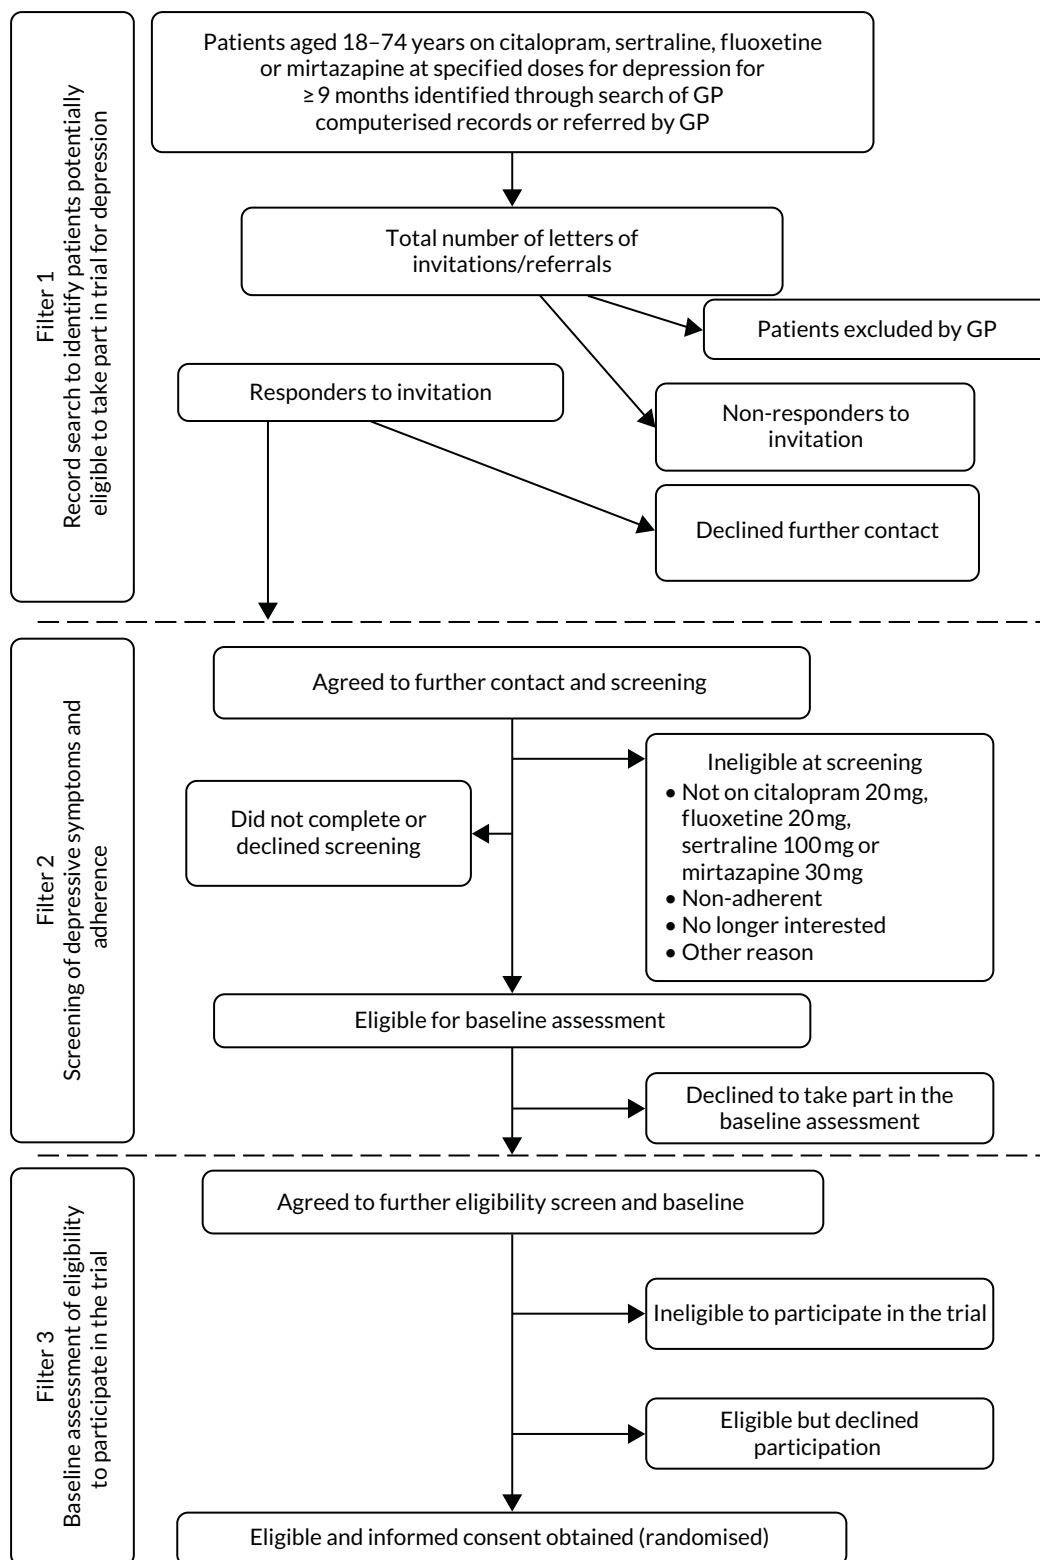 Filter 1
Record search to identify patients potentially
eligible to take part in trial for depression
Patients aged 18–74 years on citalopram, sertraline, fluoxetine
or mirtazapine at specified doses for depression for
≥ 9 months identified through search of GP
computerised records or referred by GP
Total number of letters of
invitations/referrals
Patients excluded by GP
Responders to invitation
Non-responders to
invitation
Declined further contact
Filter 2
Screening of depressive symptoms and
adherence
Agreed to further contact and screening
Ineligible at screening
• Not on citalopram 20 mg,
fluoxetine 20 mg,
sertraline 100 mg or
mirtazapine 30 mg
• Non-adherent
• No longer interested
• Other reason
Did not complete or
declined screening
Eligible for baseline assessment
Declined to take part in the
baseline assessment
Filter 3
Baseline assessment of eligibility
to participate in the trial
Agreed to further eligibility screen and baseline
Ineligible to participate in the trial
Eligible but declined
participation
Eligible and informed consent obtained (randomised)